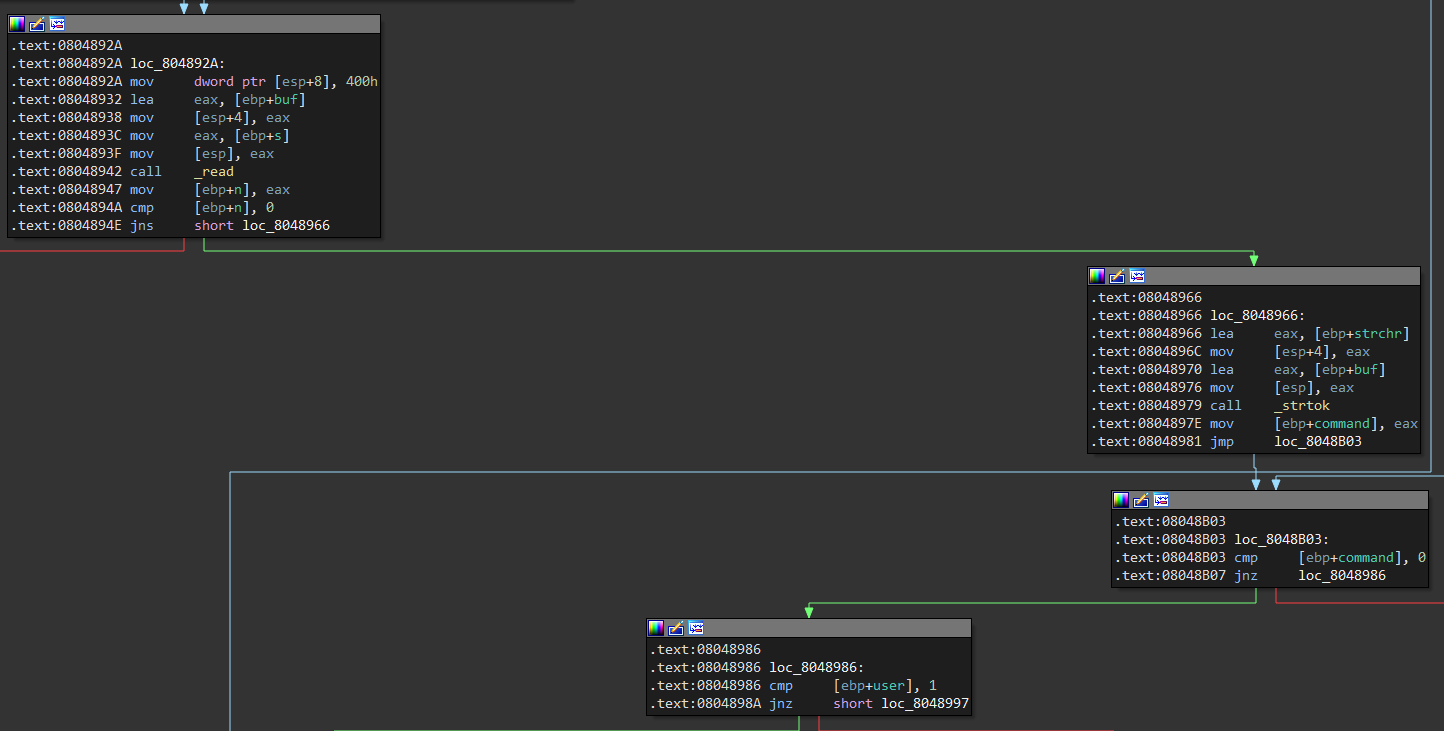 .text:0804892A
.text:0804892A loc_804892A:
.text:0804892A mov dword ptr [esp+8], 400h
.text:08048932 lea eax, [ebp+buf]
.text:08048938 mov [esp+4], eax
.text:0804893C mov eax, [ebp+s]
.text:0804893F mov [esp], eax
.text:08048942 call _read
.text:08048947 mov [ebp+n], eax
.text:0804894A cmp [ebp+n], 0
.text:0804894E jns short loc_8048966
.text:08048966
.text:08048966 loc_8048966:
.text:08048966 lea eax, [ebp+strchr]
.text:0804896C mov [esp+4], eax
.text:08048970 lea eax, [ebp+buf]
.text:08048976 mov [esp], eax
.text:08048979 call _strtok
.text:0804897E mov [ebp+command], eax
.text:08048981 jmp loc_8048B03
.text:08048B03
.text:08048B03 loc_8048B03:
.text:08048B03 cmp [ebp+command], 0
.text:08048B07 jnz loc_8048986
.text:08048986
.text:08048986 loc_8048986:
.text:08048986 cmp [ebp+user], 1
.text:0804898A jnz short loc_8048997